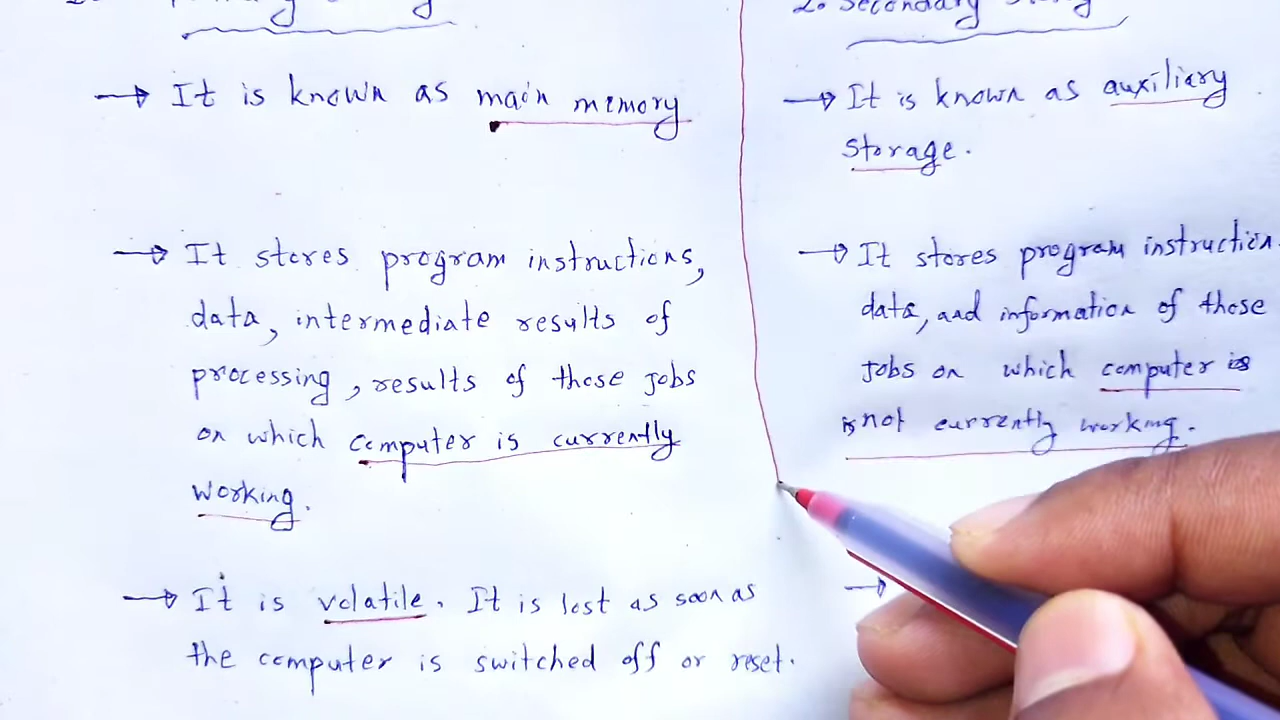 2. Secondary
→ It is known as main memory
→ It stores program instructions,
data, intermediate results of
processing, results of those jobs
on which computer is currently
working.
→ It is volatile. It is lost as soon as
the computer is switched off or reset.
→ It is known as auxiliary
storage.
→ It stores program instruction
data, and information of those
jobs on which computer is
is not currently working.
→